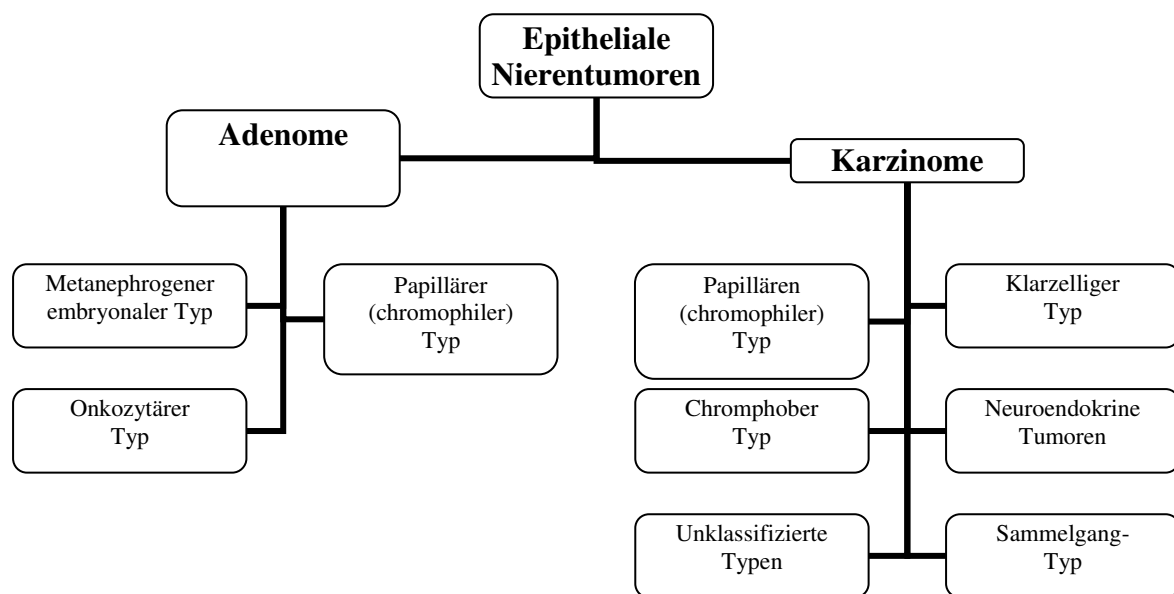 Epitheliale
Nierentumoren
Adenome
Karzinome
Metanephrogener
embryonaler Typ
Papillärer
(chromophiler)
Typ
Onkozytärer
Typ
Papillären
(chromophiler)
Typ
Klarzelliger
Typ
Chromphober
Typ
Neuroendokrine
Tumoren
Unklassifizierte
Typen
Sammelgang-
Typ